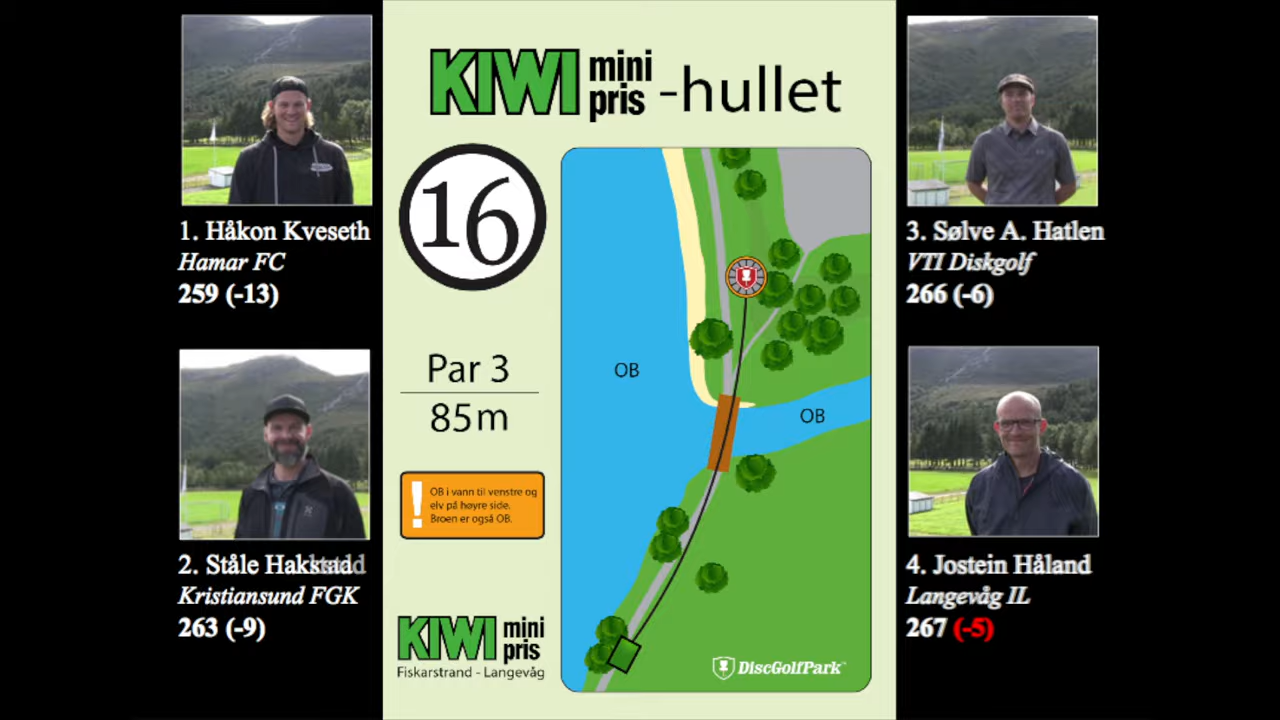 1. Håkon Kveseth
Hamar FC
259 (-13)
2. Ståle
Kristiansund FGK
263 (-9)
KIWI mini pris -hullet
16
Par 3
85m
! OB i vann til venstre og
elv på høyre side.
Broen er også OB.
KIWI mini pris
Fiskarstrand - Langevåg
OB
OB
DiscGolfPark™
3. Sølve A. Hatlen
VTI Diskgolf
266 (-6)
4. Jostein Håland
Langevåg IL
267 (-5)